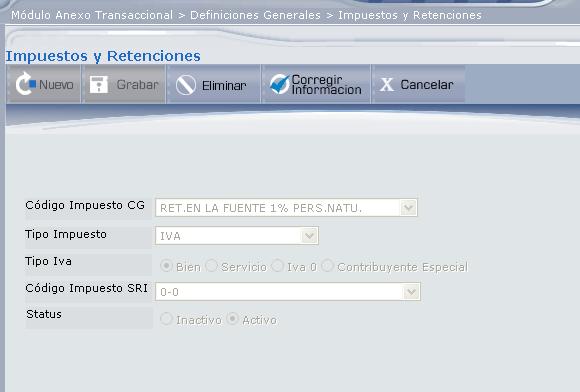 Módulo Anexo Transaccional > Definiciones Generales > Impuestos y Retenciones
Impuestos y Retenciones
Nuevo Grabar Eliminar Corregir Informacion X Cancelar
Código Impuesto CG RET.EN LA FUENTE 1% PERS.NATU.
Tipo Impuesto IVA
Tipo Iva Bien Servicio Iva 0 Contribuyente Especial
Código Impuesto SRI 0-0
Status Inactivo Activo